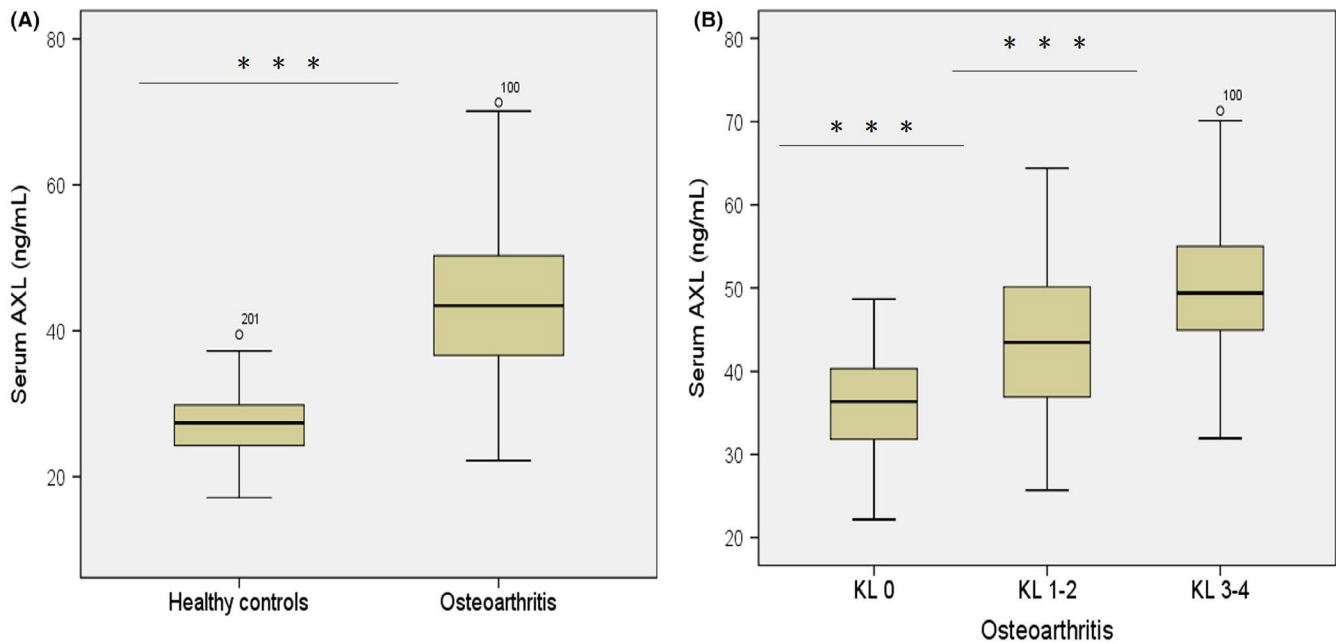 (A)
Serum AXL (ng/mL)
80
60
40
20
* * *
201
100
Healthy controls
Osteoarthritis
(B)
Serum AXL (ng/mL)
80
70
60
50
40
30
20
* * *
* * *
100
KL 0
KL 1-2
KL 3-4
Osteoarthritis